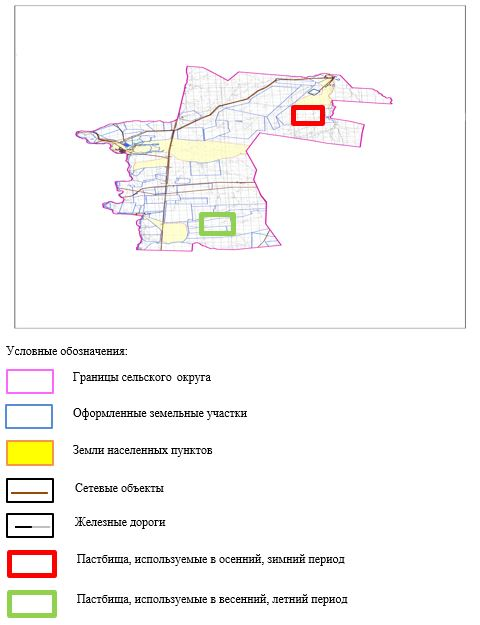 Условные обозначения:
Границы сельского округа
Оформленные земельные участки
Земли населенных пунктов
Сетевые объекты
Железные дороги
Пастбища, используемые в осенний, зимний период
Пастбища, используемые в весенний, летний период